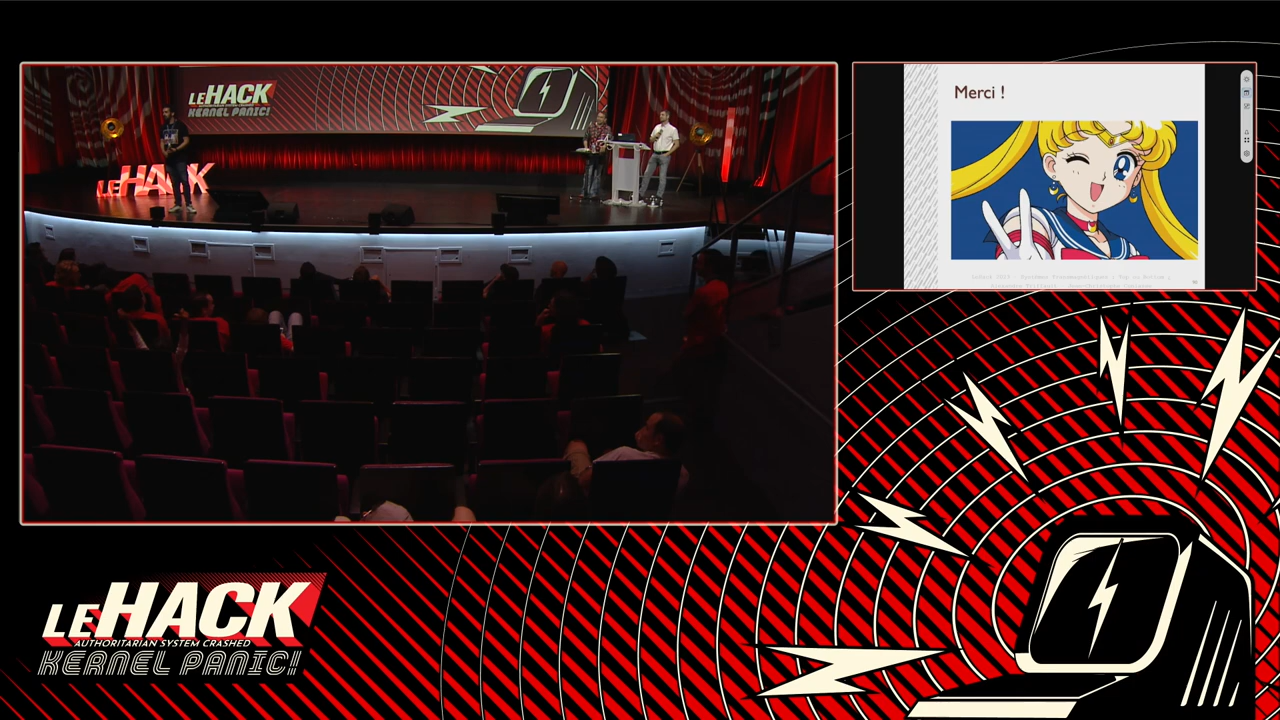 LEHACK
KERNEL PANIC!
LEHACK
Merci !
LEHACK
AUTHORITARIAN SYSTEM CRASHED
KERNEL PANIC!